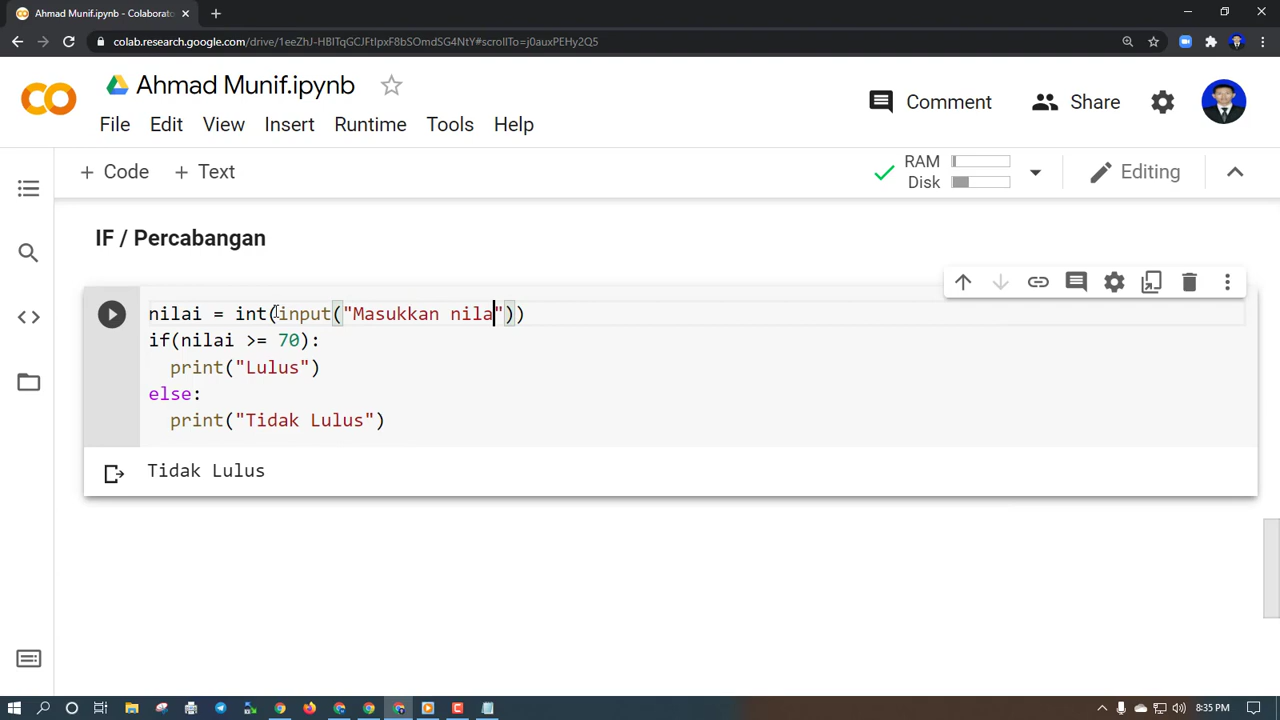 Ahmad Munif.ipynb - Colaborato
colab.research.google.com/drive/1eeZhJ-HBITqGCJFtIpxF8bSOmdSG4NtY#scrollTo=j0auxPEHy2Q5
Ahmad Munif.ipynb
Comment
Share
File Edit View Insert Runtime Tools Help
+ Code + Text
RAM
Disk
Editing
IF / Percabangan
nilai = int(input("Masukkan nila"))
if(nilai >= 70):
print("Lulus")
else:
print("Tidak Lulus")
Tidak Lulus
8:35 PM